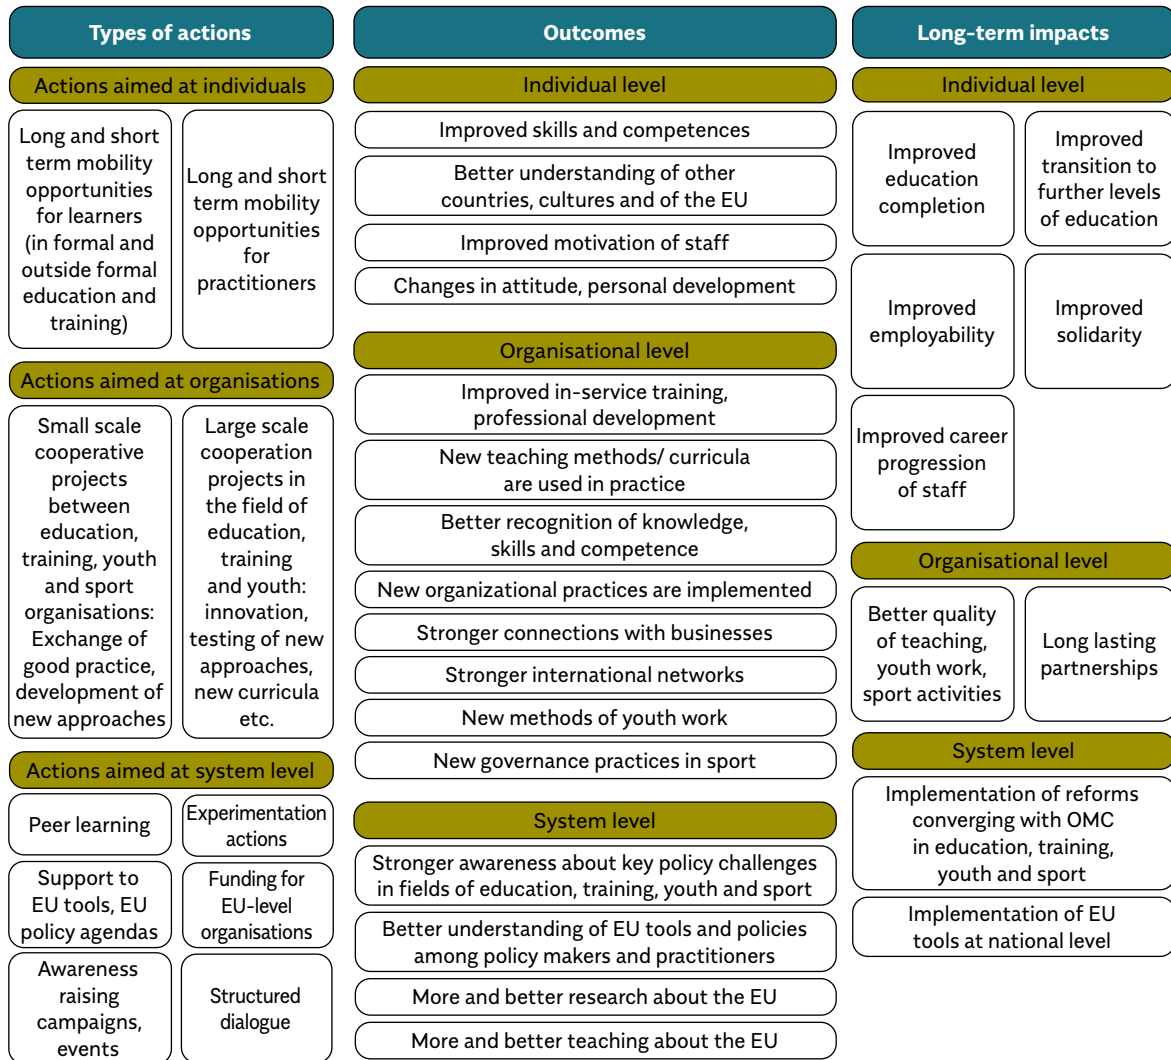 Types of actions
Actions aimed at individuals
Long and short
term mobility
opportunities
for learners
(in formal and
outside formal
education and
training)
Long and short
term mobility
opportunities
for
practitioners
Actions aimed at organisations
Small scale
cooperative
projects
between
education,
training, youth
and sport
organisations:
Exchange of
good practice,
development of
new approaches
Large scale
cooperation
projects in
the field of
education,
training
and youth:
innovation,
testing of new
approaches,
new curricula
etc.
Actions aimed at system level
Peer learning
Experimentation
actions
Support to
EU tools, EU
policy agendas
Funding for
EU-level
organisations
Awareness
raising
campaigns,
events
Structured
dialogue
Outcomes
Individual level
Improved skills and competences
Better understanding of other
countries, cultures and of the EU
Improved motivation of staff
Changes in attitude, personal development
Organisational level
Improved in-service training,
professional development
New teaching methods/ curricula
are used in practice
Better recognition of knowledge,
skills and competence
New organizational practices are implemented
Stronger connections with businesses
Stronger international networks
New methods of youth work
New governance practices in sport
System level
Stronger awareness about key policy challenges
in fields of education, training, youth and sport
Better understanding of EU tools and policies
among policy makers and practitioners
More and better research about the EU
More and better teaching about the EU
Long-term impacts
Individual level
Improved
education
completion
Improved
transition to
further levels
of education
Improved
employability
Improved
solidarity
Improved career
progression
of staff
Organisational level
Better quality
of teaching,
youth work,
sport activities
Long lasting
partnerships
System level
Implementation of reforms
converging with OMC
in education, training,
youth and sport
Implementation of EU
tools at national level